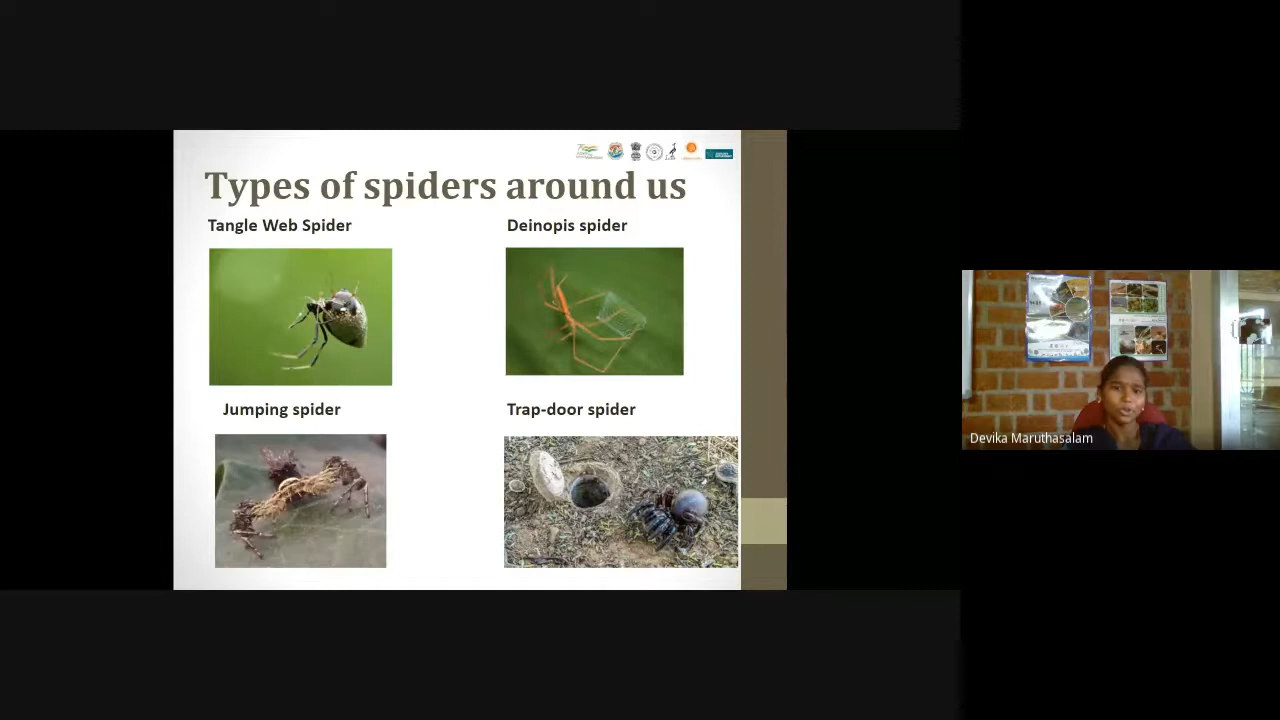 Types of spiders around us
Tangle Web Spider
Deinopis spider
Jumping spider
Trap-door spider
Devika Maruthasalam